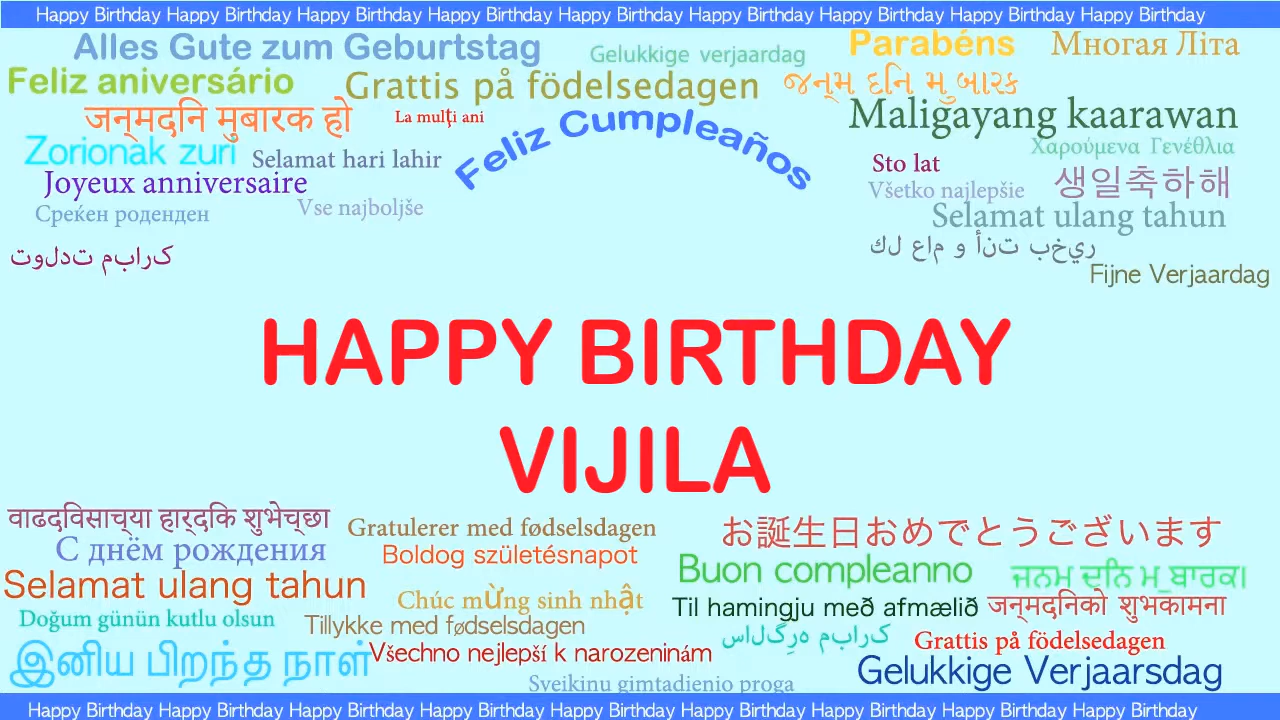 Happy Birthday Happy Birthday Happy Birthday Happy Birthday Happy Birthday Happy Birthday Happy Birthday Happy Birthday Happy Birthday
Alles Gute zum Geburtstag
Gelukkige verjaardag
Parabéns
Многая Літа
Feliz aniversário
Grattis på födelsedagen
જન્મ દિન મુબારક
जन्मदिन मुबारक हो
La mulţi ani
Feliz Cumpleaños
Maligayang kaarawan
Zorionak zuri
Selamat hari lahir
Sto lat
Χαρούμενα Γενέθλια
Joyeux anniversaire
Všetko najlepšie
생일축하해
Среќен роденден
Vse najboljše
Selamat ulang tahun
تولدت مبارک
كل عام و أنت بخير
Fijne Verjaardag
HAPPY BIRTHDAY
VIJILA
वाढदिवसाच्या हार्दिक शुभेच्छा
Gratulerer med fødselsdagen
お誕生日おめでとうございます
С днём рождения
Boldog születésnapot
Buon compleanno
ਜਨਮ ਦਿਨ ਮੁਬਾਰਕ।
Selamat ulang tahun
Chúc mừng sinh nhật
Til hamingju með afmælið
जन्मदिनको शुभकामना
Doğum günün kutlu olsun
Tillykke med fødselsdagen
سالگرہ مبارک
Grattis på födelsedagen
இனிய பிறந்த நாள்
Všechno nejlepší k narozeninám
Gelukkige Verjaarsdag
Sveikinu gimtadienio proga
Happy Birthday Happy Birthday Happy Birthday Happy Birthday Happy Birthday Happy Birthday Happy Birthday Happy Birthday Happy Birthday